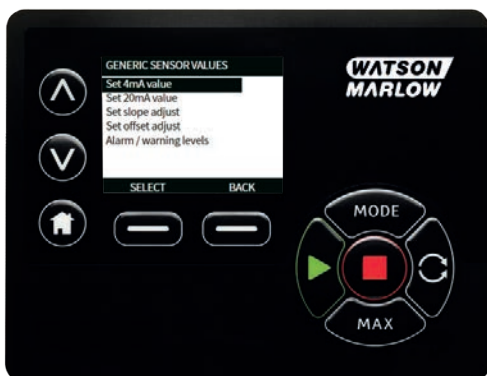 GENERIC SENSOR VALUES
Set 4mA value
Set 20mA value
Set slope adjust
Set offset adjust
Alarm / warning levels
SELECT BACK
WATSON
MARLOW
MODE
MAX